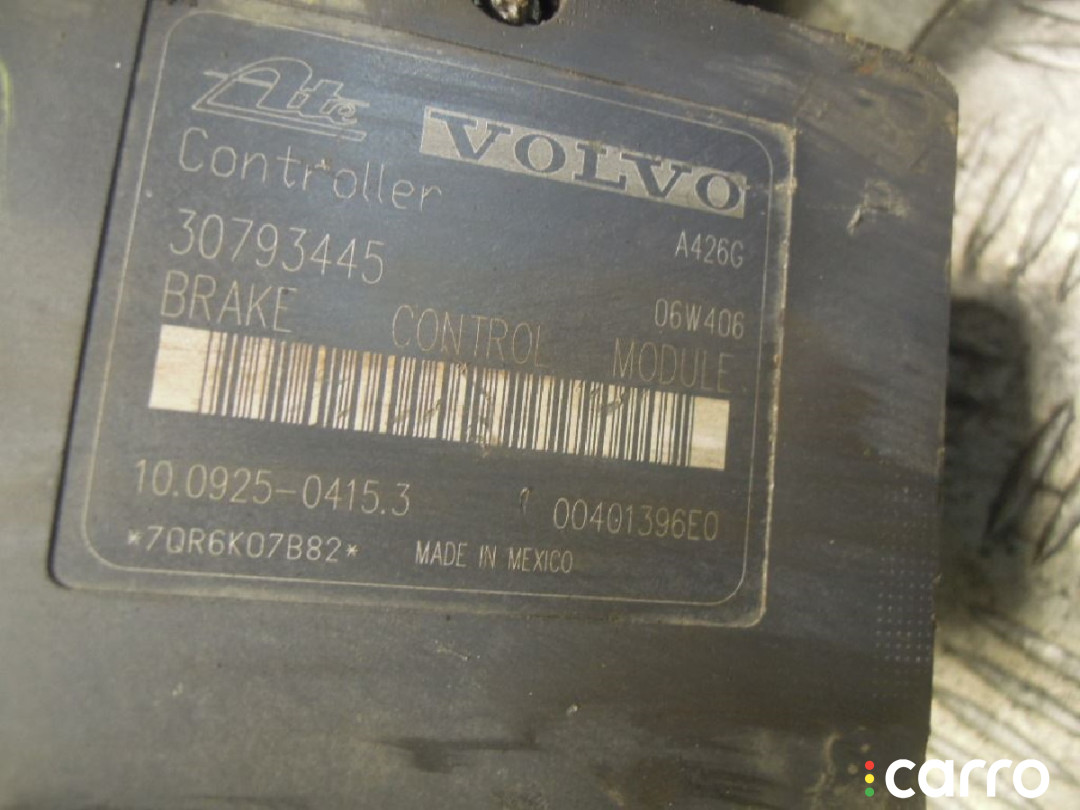 Ate
VOLVO
Controller
30793445
A426G
BRAKE CONTROL MODULE
06W406
10.0925-0415.3
1 00401396E0
*7QR6K07B82*
MADE IN MEXICO
carro